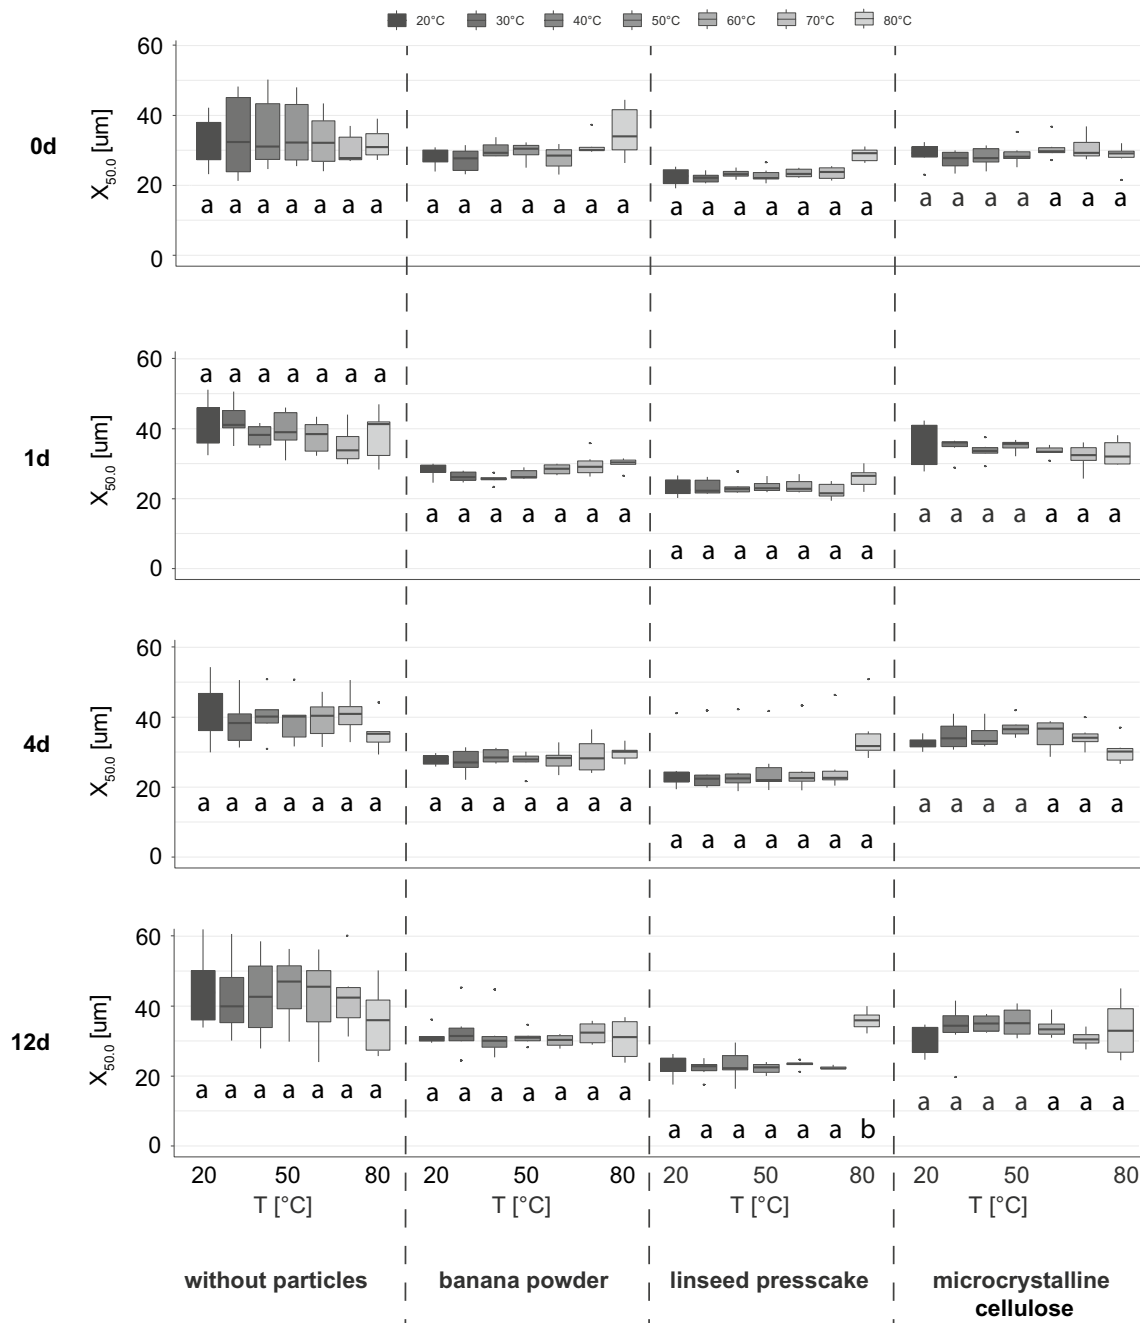 20°C 30°C 40°C 50°C 60°C 70°C 80°C
60
40
20
0
0d
X50.0 [um]
a a a a a a a
a a a a a a a
a a a a a a a
a a a a a a a
60
40
20
0
1d
X50.0 [um]
a a a a a a a
a a a a a a a
a a a a a a a
a a a a a a a
60
40
20
0
4d
X50.0 [um]
a a a a a a a
a a a a a a a
a a a a a a a
a a a a a a a
60
40
20
0
12d
X50.0 [um]
a a a a a a a
a a a a a a a
a a a a a a b
a a a a a a a
20 50 80 20 50 80 20 50 80 20 50 80
T [°C] T [°C] T [°C] T [°C]
without particles
banana powder
linseed presscake
microcrystalline
cellulose